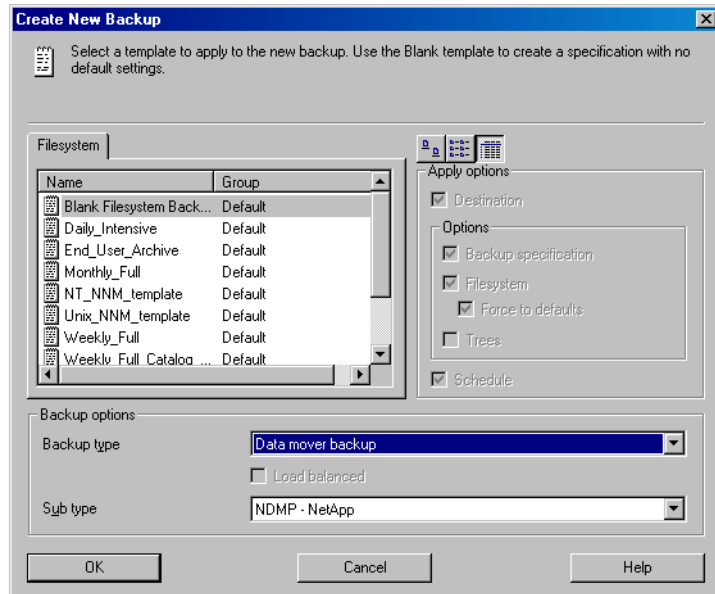 Create New Backup
Select a template to apply to the new backup. Use the Blank template to create a specification with no
default settings.
Filesystem
Name Group
Blank Filesystem Back... Default
Daily_Intensive Default
End_User_Archive Default
Monthly_Full Default
NT_NNM_template Default
Unix_NNM_template Default
Weekly_Full Default
Weekly_Full_Catalog_... Default
Apply options
Destination
Options
Backup specification
Filesystem
Force to defaults
Trees
Schedule
Backup options
Backup type Data mover backup
Load balanced
Sub type NDMP - NetApp
OK Cancel Help